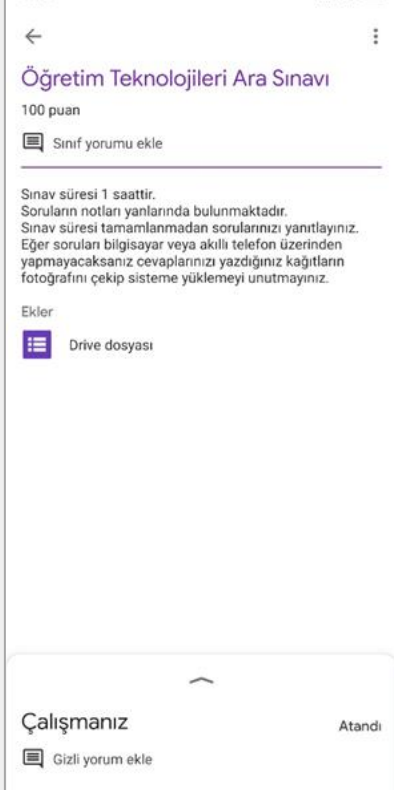 Öğretim Teknolojileri Ara Sınavı
100 puan
Sınıf yorumu ekle
Sınav süresi 1 saattir.
Soruların notları yanlarında bulunmaktadır.
Sınav süresi tamamlanmadan sorularınızı yanıtlayınız.
Eğer soruları bilgisayar veya akıllı telefon üzerinden
yapmayacaksanız cevaplarınızı yazdığınız kağıtların
fotoğrafını çekip sisteme yüklemeyi unutmayınız.
Ekler
Drive dosyası
Çalışmanız
Atandı
Gizli yorum ekle